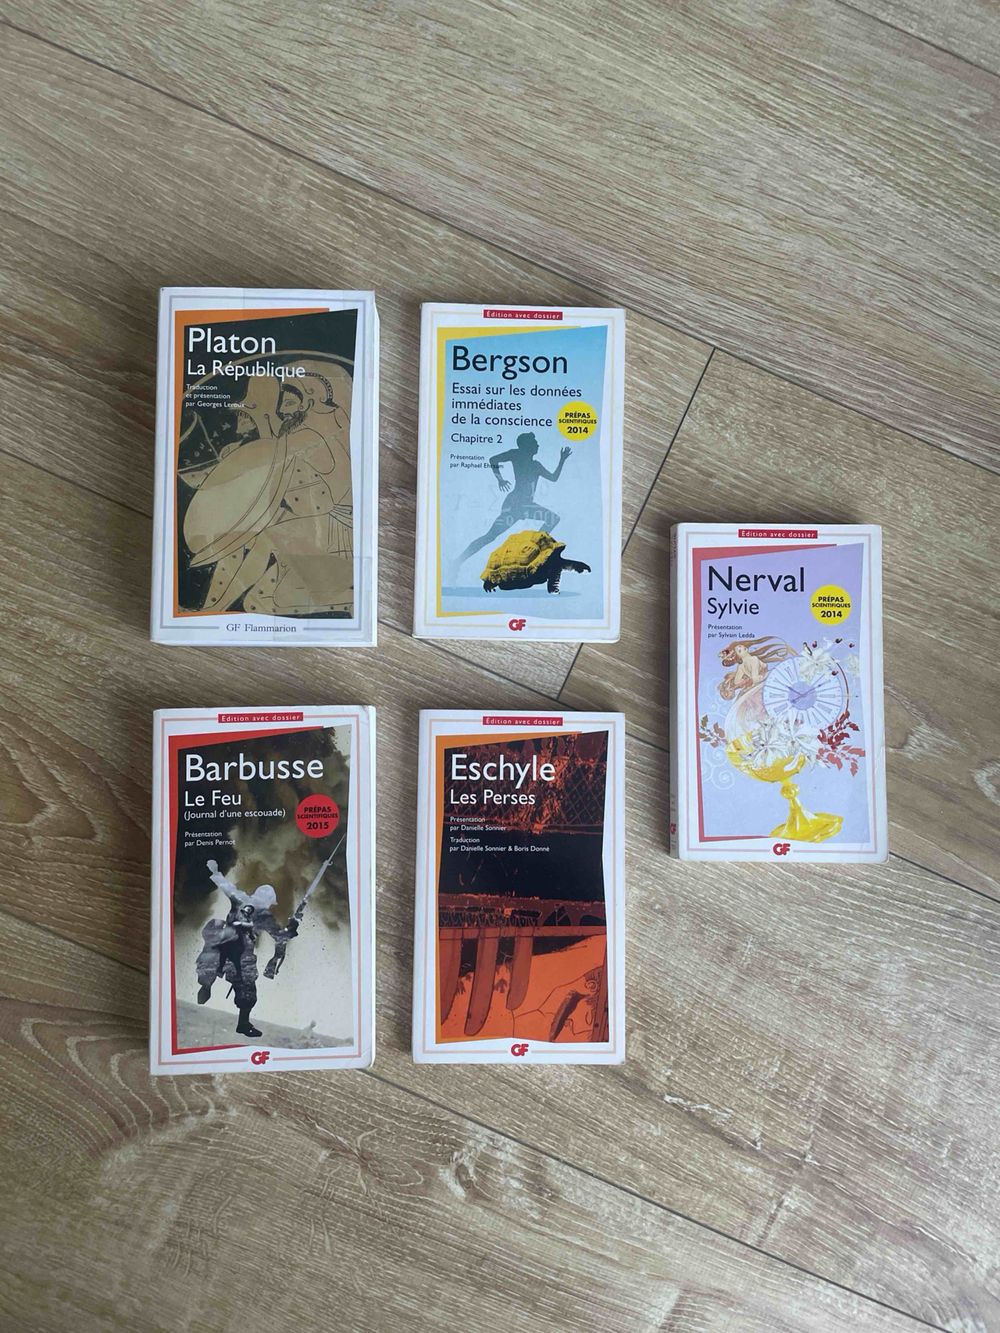 Platon
La République
Traduction
et présentation
par Georges Leroux
GF Flammarion
Édition avec dossier
Bergson
Essai sur les données
immédiates
de la conscience
Chapitre 2
PRÉPAS
SCIENTIFIQUES
2014
Présentation
par Raphaël Ehrsam
GF
Édition avec dossier
Nerval
Sylvie
PRÉPAS
SCIENTIFIQUES
2014
Présentation
par Sylvain Ledda
GF
Édition avec dossier
Barbusse
Le Feu
(Journal d'une escouade)
PRÉPAS
SCIENTIFIQUES
2015
Présentation
par Denis Pernot
GF
Édition avec dossier
Eschyle
Les Perses
Présentation
par Danielle Sonnier
Traduction
par Danielle Sonnier & Boris Donné
GF